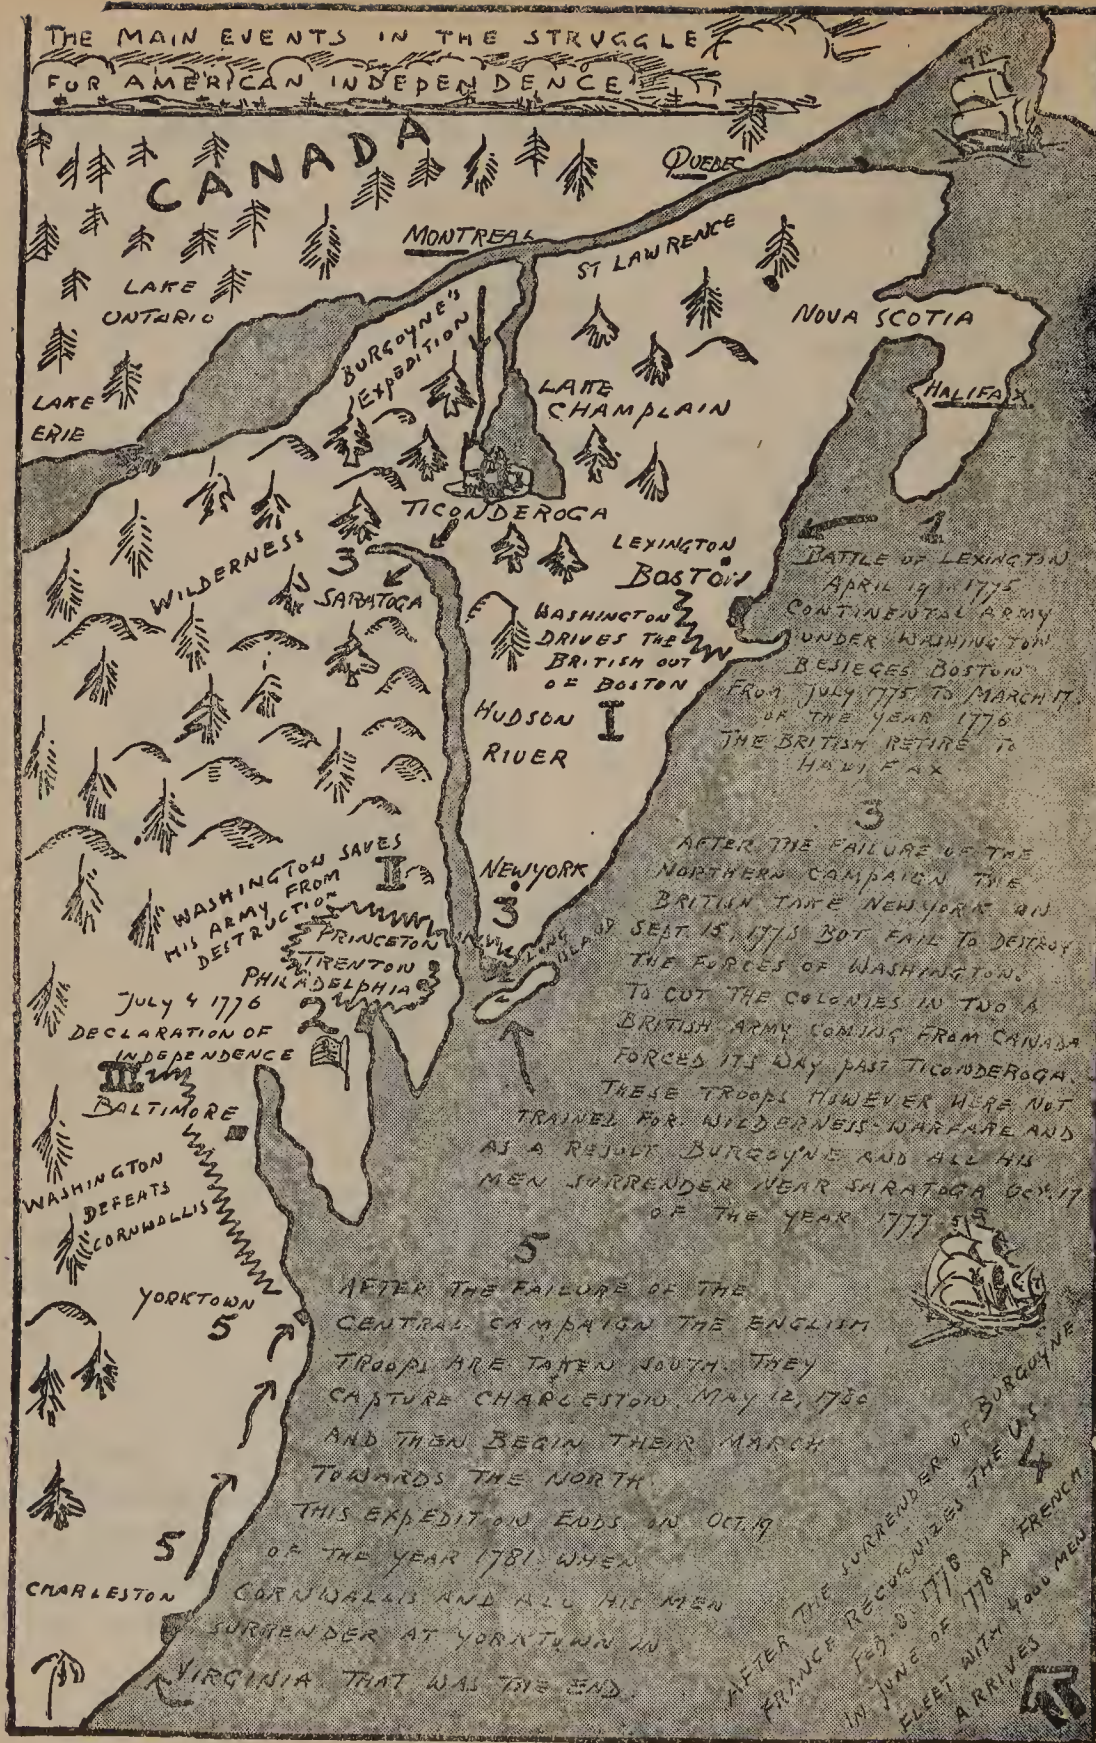 THE MAIN EVENTS IN THE STRUGGLE
FOR AMERICAN INDEPENDENCE
CANADA
QUEBEC
MONTREAL
ST LAWRENCE
LAKE
ONTARIO
NOVA SCOTIA
BURGOYNE'S
EXPEDITION
LAKE
CHAMPLAIN
HALIFAX
LAKE
ERIE
TICONDEROGA
WILDERNESS
3
SARATOGA
LEXINGTON
BOSTON
WASHINGTON
DRIVES THE
BRITISH OUT
OF BOSTON
I
HUDSON
RIVER
1
BATTLE OF LEXINGTON
APRIL 19 1775
CONTINENTAL ARMY
UNDER WASHINGTON
BESIEGES BOSTON
FROM JULY 1775 TO MARCH 17
OF THE YEAR 1776
THE BRITISH RETIRE TO
HALIFAX
3
AFTER THE FAILURE OF THE
NORTHERN CAMPAIGN THE
BRITISH TAKE NEW YORK ON
SEPT. 15, 1775 BOT FAIL TO DESTROY
THE FORCES OF WASHINGTON.
TO CUT THE COLONIES IN TWO A
BRITISH ARMY COMING FROM CANADA
FORCED ITS WAY PAST TICONDEROGA.
THESE TROOPS HOWEVER WERE NOT
TRAINED FOR WILDERNESS-WARFARE AND
AS A RESULT BURGOYNE AND ALL HIS
MEN SURRENDER NEAR SARATOGA OCT. 17
OF THE YEAR 1777
WASHINGTON SAVES
HIS ARMY FROM
DESTRUCTION
II
NEW YORK
3
LONG
ISLAND
PRINCETON
TRENTON
PHILADELPHIA
3
JULY 4 1776
2
DECLARATION OF
INDEPENDENCE
III
BALTIMORE
WASHINGTON
DEFEATS
CORNWALLIS
YORKTOWN
5
5
CHARLESTON
5
AFTER THE FAILURE OF THE
CENTRAL CAMPAIGN THE ENGLISH
TROOPS ARE TAKEN SOUTH. THEY
CAPTURE CHARLESTON, MAY 12, 1780
AND THEN BEGIN THEIR MARCH
TOWARDS THE NORTH.
THIS EXPEDITION ENDS ON OCT. 19
OF THE YEAR 1781 WHEN
CORNWALLIS AND ALL HIS MEN
SURRENDER AT YORKTOWN IN
VIRGINIA THAT WAS THE END.
4
AFTER THE SURRENDER OF BURGOYNE
FRANCE RECOGNIZES THE U.S.
FEB. 8. 1778
IN JUNE OF 1778 A FRENCH
FLEET WITH 4000 MEN
ARRIVES